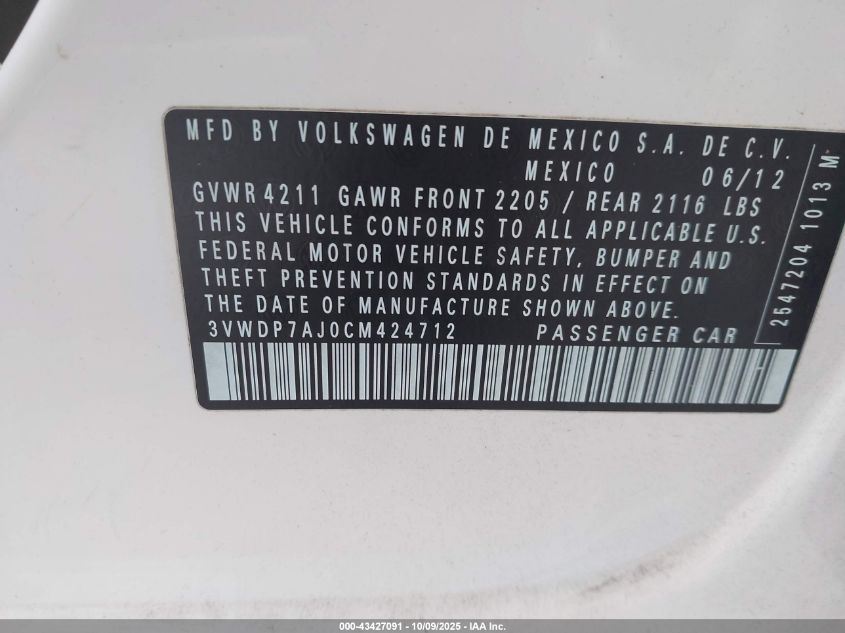 MFD BY VOLKSWAGEN DE MEXICO S.A. DE C.V.
MEXICO 06/12
GVWR 4211 GAWR FRONT 2205 / REAR 2116 LBS
THIS VEHICLE CONFORMS TO ALL APPLICABLE U.S.
FEDERAL MOTOR VEHICLE SAFETY, BUMPER AND
THEFT PREVENTION STANDARDS IN EFFECT ON
THE DATE OF MANUFACTURE SHOWN ABOVE.
3VWDP7AJ0CM424712 PASSENGER CAR
2547204 1013 M
000-43427091 - 10/09/2025 - IAA Inc.